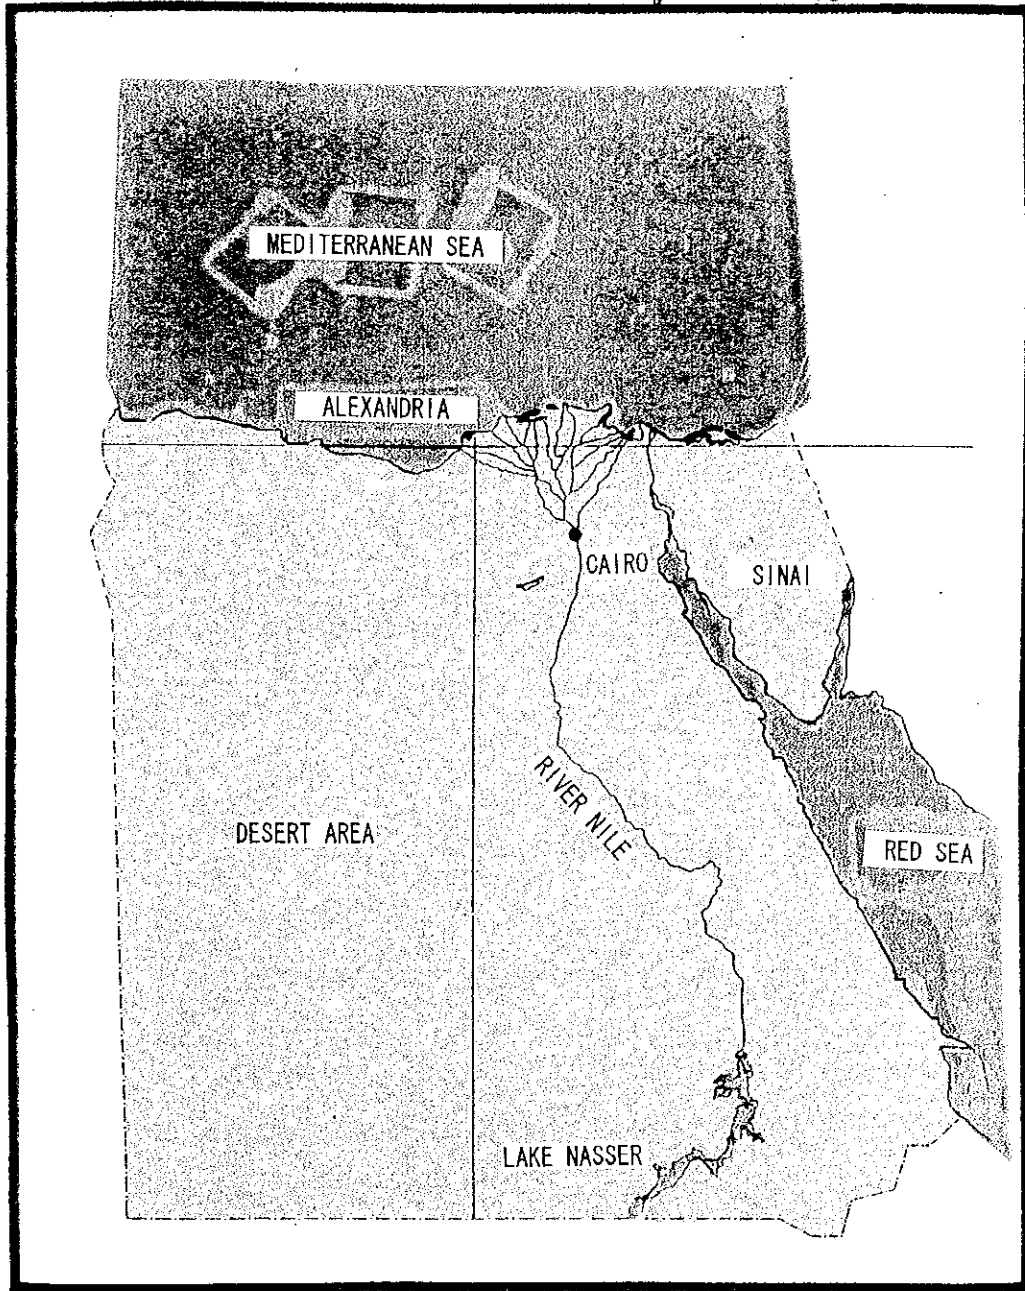 MEDITERRANEAN SEA
ALEXANDRIA
CAIRO
SINAI
RIVER NILE
DESERT AREA
RED SEA
LAKE NASSER